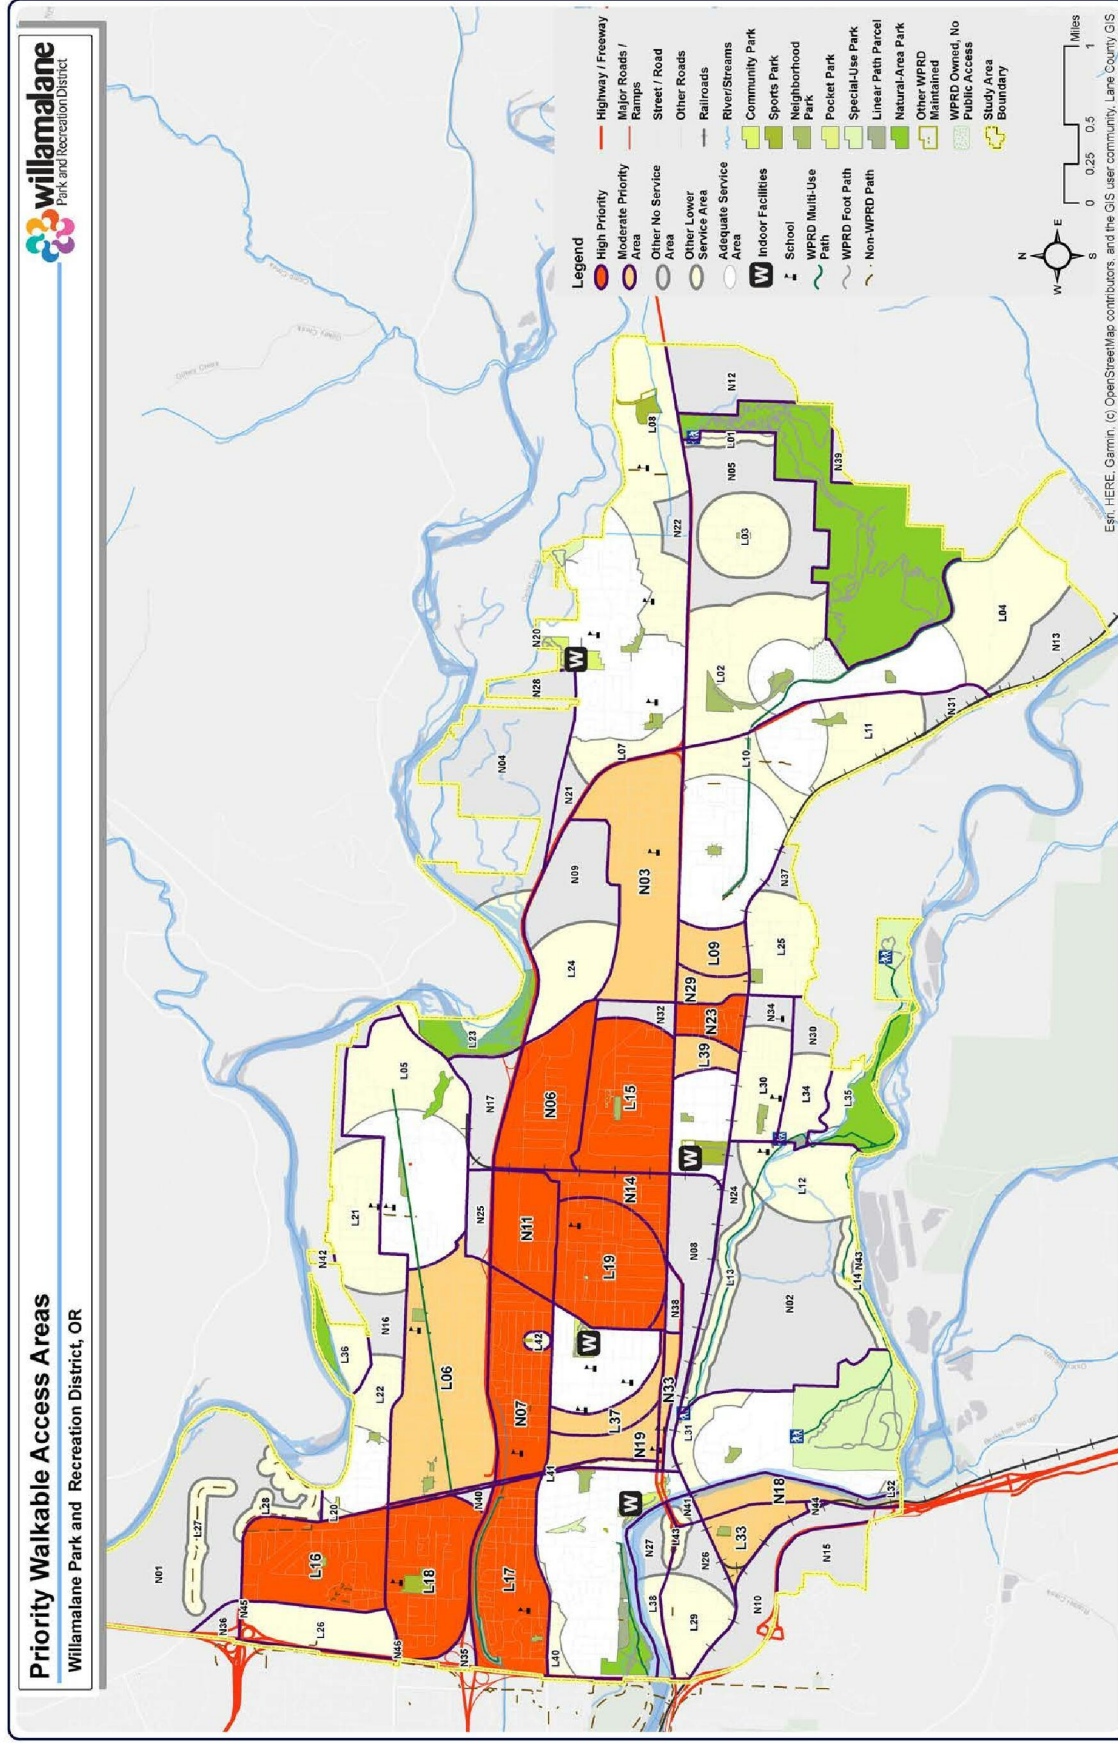 Priority Walkable Access Areas
Willamalane Park and Recreation District, OR
willamalane
Park and Recreation District
Legend
High Priority
Moderate Priority
Area
Other No Service
Area
Other Lower
Service Area
Adequate Service
Area
W Indoor Facilities
School
WPRD Multi-Use
Path
WPRD Foot Path
Non-WPRD Path
Highway / Freeway
Major Roads /
Ramps
Street / Road
Other Roads
Railroads
River/Streams
Community Park
Sports Park
Neighborhood
Park
Pocket Park
Special-Use Park
Linear Path Parcel
Natural-Area Park
Other WPRD
Maintained
WPRD Owned, No
Public Access
Study Area
Boundary
N
W
E
S
0
0.25
0.5
1
Miles
Esri, HERE, Garmin, (c) OpenStreetMap contributors, and the GIS user community, Lane County GIS
N01
L27
L28
L20
N36
N45
L16
L26
N46
L18
N35
N40
L17
L40
L41
L36
L22
N16
N42
L21
L05
L06
N25
N17
L23
N07
L42
N11
N06
L15
N14
L19
L37
N19
N33
N38
W
W
W
W
N32
L24
N09
N03
N21
N04
N28
N20
L07
N22
L08
N12
L01
N05
L03
N39
L02
L04
N13
N31
L11
L10
N37
L25
L09
N29
N23
L39
N34
N30
L30
L34
L35
L12
N24
N08
L13
N02
L14
N43
L31
N18
L32
N44
N41
L43
L33
N26
N27
L38
L29
N10
N15